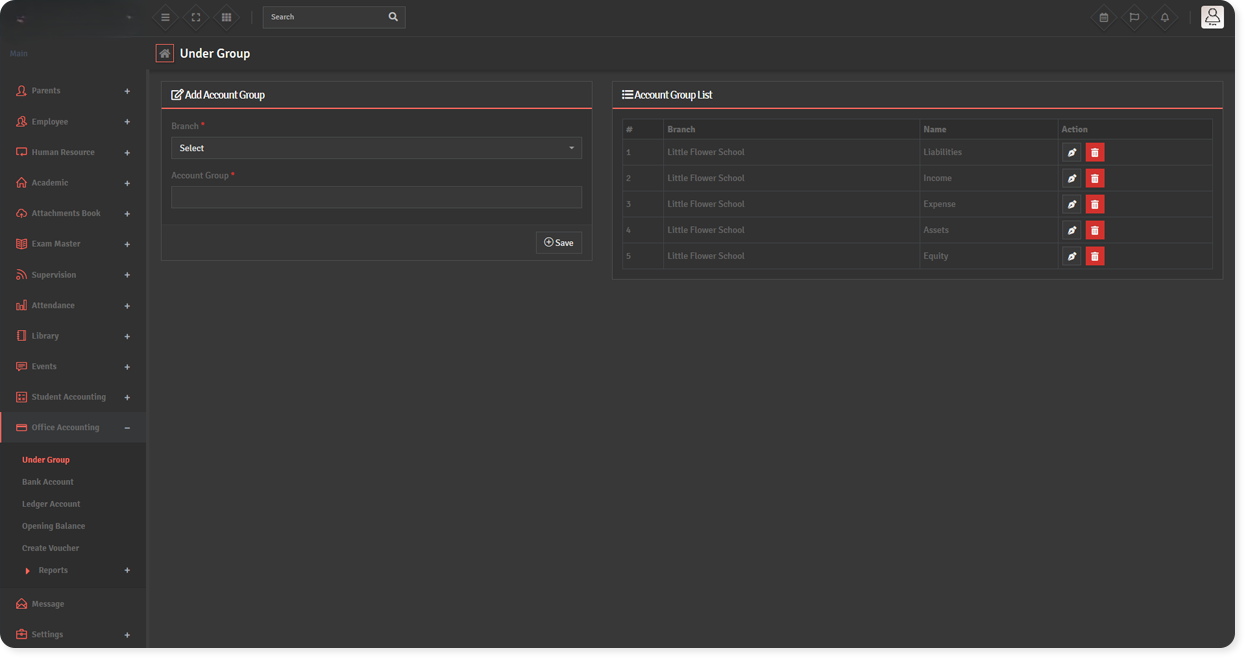 Search
Main
Under Group
Parents +
Employee +
Human Resource +
Academic +
Attachments Book +
Exam Master +
Supervision +
Attendance +
Library +
Events +
Student Accounting +
Office Accounting −
Under Group
Bank Account
Ledger Account
Opening Balance
Create Voucher
Reports +
Message
Settings +
Add Account Group
Branch *
Select
Account Group *
Save
Account Group List
# Branch Name Action
1 Little Flower School Liabilities
2 Little Flower School Income
3 Little Flower School Expense
4 Little Flower School Assets
5 Little Flower School Equity